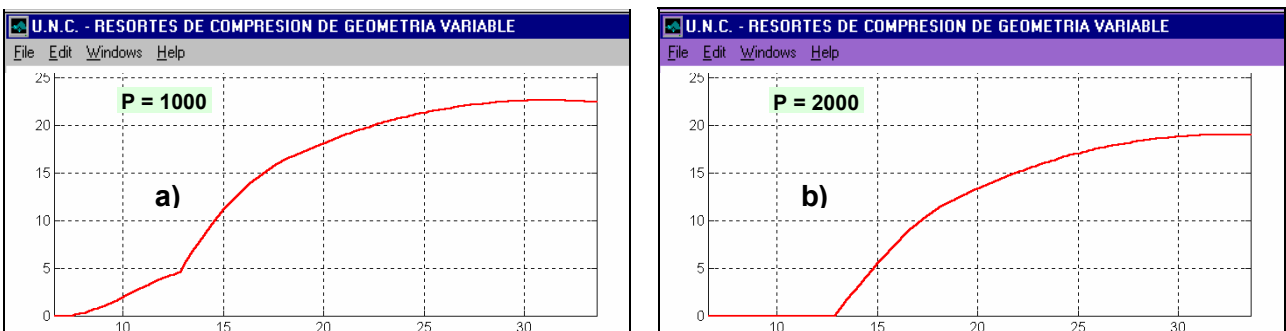 U.N.C. - RESORTES DE COMPRESION DE GEOMETRIA VARIABLE
File Edit Windows Help
25
P = 1000
20
15
a)
10
5
0
10 15 20 25 30
U.N.C. - RESORTES DE COMPRESION DE GEOMETRIA VARIABLE
File Edit Windows Help
25
P = 2000
20
15
b)
10
5
0
10 15 20 25 30